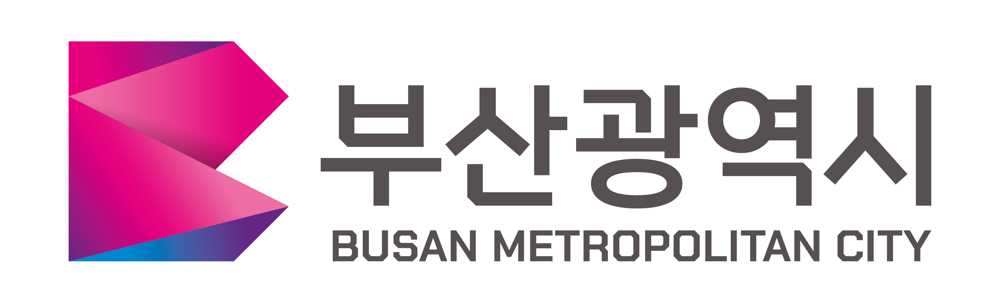 부산광역시
BUSAN METROPOLITAN CITY